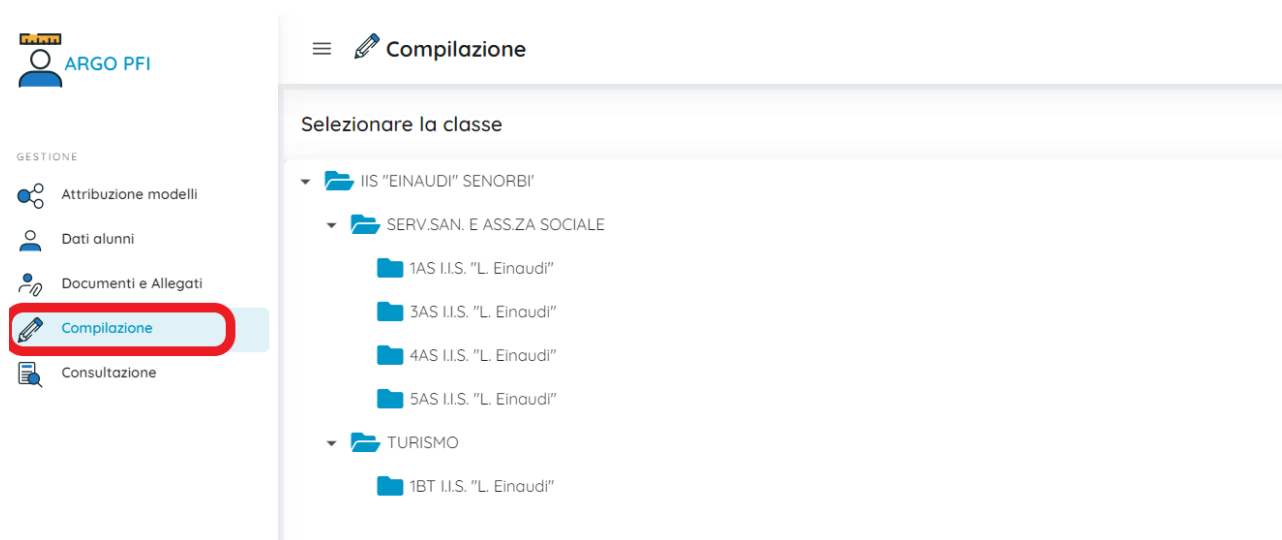 ARGO PFI
Compilazione
Selezionare la classe
GESTIONE
Attribuzione modelli
Dati alunni
Documenti e Allegati
Compilazione
Consultazione
IIS "EINAUDI" SENORBI'
SERV.SAN. E ASS.ZA SOCIALE
1AS I.I.S. "L. Einaudi"
3AS I.I.S. "L. Einaudi"
4AS I.I.S. "L. Einaudi"
5AS I.I.S. "L. Einaudi"
TURISMO
1BT I.I.S. "L. Einaudi"